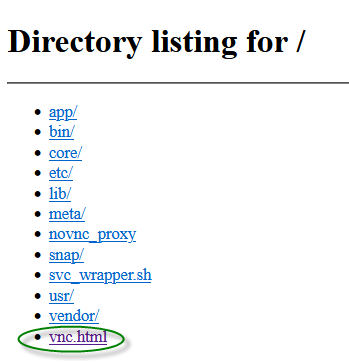 Directory listing for /
app/
bin/
core/
etc/
lib/
meta/
novnc_proxy
snap/
svc_wrapper.sh
usr/
vendor/
vnc.html